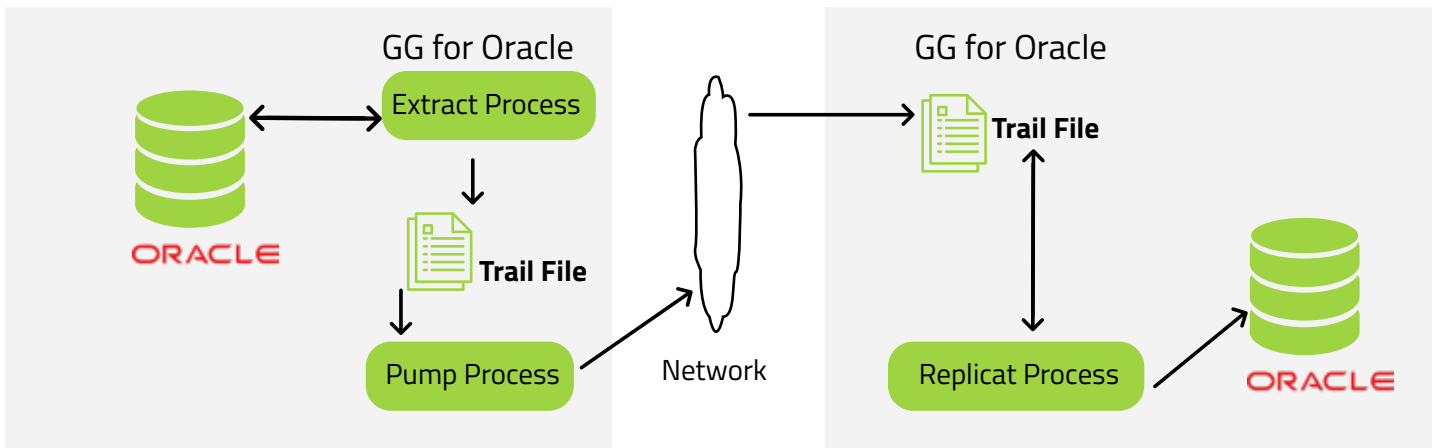 GG for Oracle
Extract Process
ORACLE
Trail File
Pump Process
Network
GG for Oracle
Trail File
Replicat Process
ORACLE